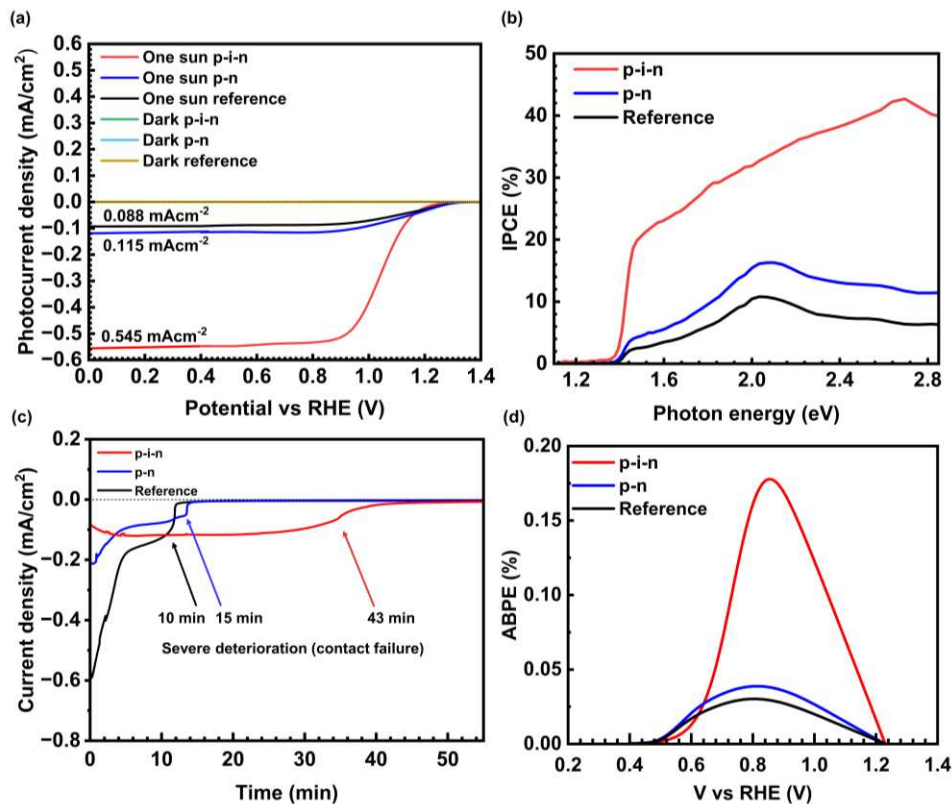 (a)
0.6
0.5
0.4
0.3
0.2
0.1
0.0
−0.1
−0.2
−0.3
−0.4
−0.5
−0.6
Photocurrent density (mA/cm²)
One sun p-i-n
One sun p-n
One sun reference
Dark p-i-n
Dark p-n
Dark reference
0.088 mAcm⁻²
0.115 mAcm⁻²
0.545 mAcm⁻²
0.0 0.2 0.4 0.6 0.8 1.0 1.2 1.4
Potential vs RHE (V)
(b)
50
40
30
20
10
0
IPCE (%)
p-i-n
p-n
Reference
1.2 1.6 2.0 2.4 2.8
Photon energy (eV)
(c)
0.2
0.0
−0.2
−0.4
−0.6
−0.8
Current density (mA/cm²)
p-i-n
p-n
Reference
10 min 15 min 43 min
Severe deterioration (contact failure)
0 10 20 30 40 50
Time (min)
(d)
0.20
0.15
0.10
0.05
0.00
ABPE (%)
p-i-n
p-n
Reference
0.2 0.4 0.6 0.8 1.0 1.2 1.4
V vs RHE (V)